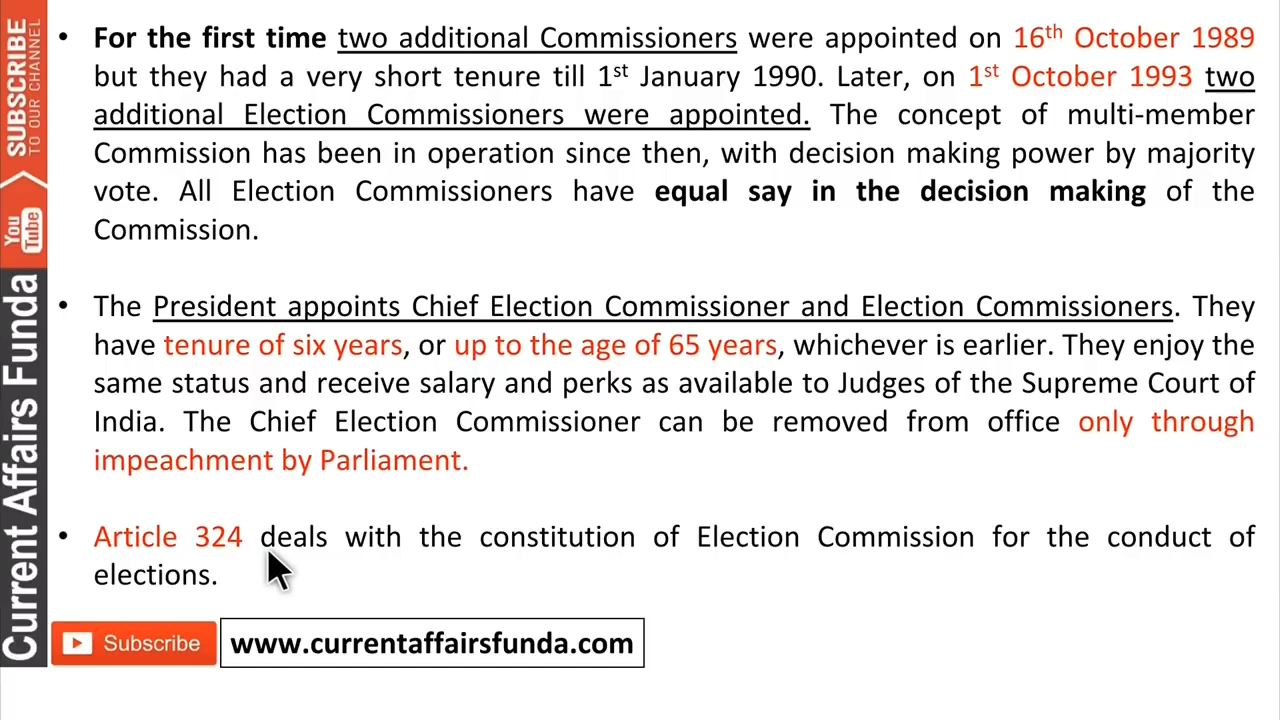 • For the first time two additional Commissioners were appointed on 16th October 1989
but they had a very short tenure till 1st January 1990. Later, on 1st October 1993 two
additional Election Commissioners were appointed. The concept of multi-member
Commission has been in operation since then, with decision making power by majority
vote. All Election Commissioners have equal say in the decision making of the
Commission.
• The President appoints Chief Election Commissioner and Election Commissioners. They
have tenure of six years, or up to the age of 65 years, whichever is earlier. They enjoy the
same status and receive salary and perks as available to Judges of the Supreme Court of
India. The Chief Election Commissioner can be removed from office only through
impeachment by Parliament.
• Article 324 deals with the constitution of Election Commission for the conduct of
elections.
Subscribe
www.currentaffairsfunda.com
SUBSCRIBE
TO OUR CHANNEL
You
Tube
Current Affairs Funda